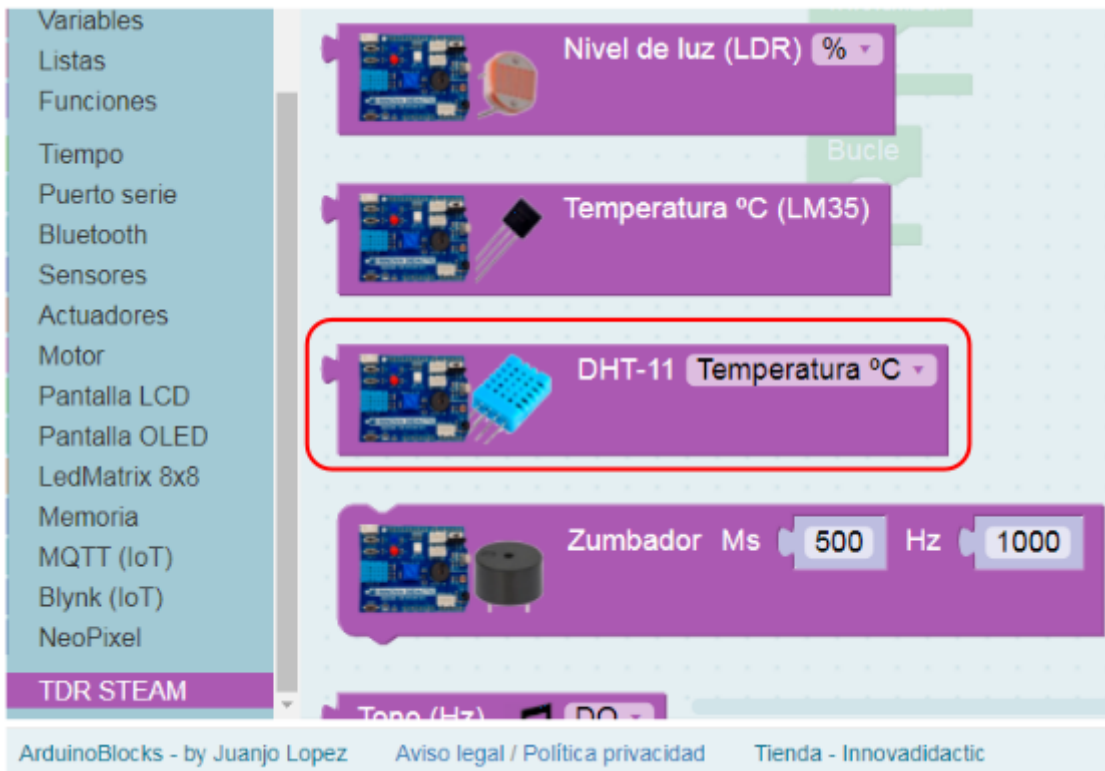 Variables
Listas
Funciones
Tiempo
Puerto serie
Bluetooth
Sensores
Actuadores
Motor
Pantalla LCD
Pantalla OLED
LedMatrix 8x8
Memoria
MQTT (IoT)
Blynk (IoT)
NeoPixel
TDR STEAM
Nivel de luz (LDR) %
Bucle
Temperatura ºC (LM35)
DHT-11 Temperatura ºC
Zumbador Ms 500 Hz 1000
Tono (Hz) DO
ArduinoBlocks - by Juanjo Lopez Aviso legal / Política privacidad Tienda - Innovadidactic